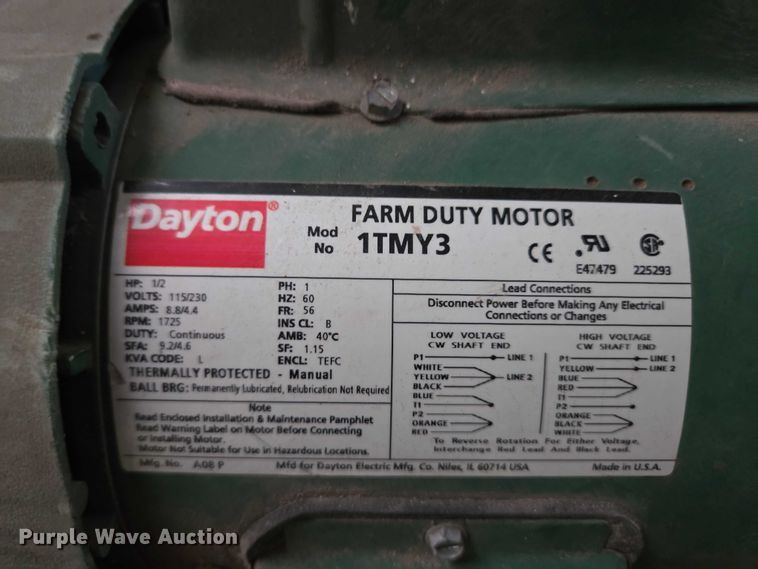 Dayton®
FARM DUTY MOTOR
Mod No 1TMY3
CE
RU
E47479
225293
HP: 1/2
VOLTS: 115/230
AMPS: 8.8/4.4
RPM: 1725
DUTY: Continuous
SFA: 9.2/4.6
KVA CODE: L
PH: 1
HZ: 60
FR: 56
INS CL: B
AMB: 40°C
SF: 1.15
ENCL: TEFC
THERMALLY PROTECTED - Manual
BALL BRG: Permanently Lubricated, Relubrication Not Required
Note
Read Enclosed Installation & Maintenance Pamphlet
Read Warning Label on Motor Before Connecting
or Installing Motor.
Motor Not Suitable for Use in Hazardous Locations.
Lead Connections
Disconnect Power Before Making Any Electrical
Connections or Changes
LOW VOLTAGE
CW SHAFT END
P1 LINE 1
WHITE
YELLOW LINE 2
BLACK
BLUE
T1
P2
ORANGE
RED
HIGH VOLTAGE
CW SHAFT END
P1 LINE 1
YELLOW LINE 2
BLUE
RED
T1
P2
ORANGE
BLACK
WHITE
To Reverse Rotation For Either Voltage,
Interchange Red Lead And Black Lead.
Mfg. No. A08 P
Mfd for Dayton Electric Mfg. Co. Niles, IL 60714 USA
Made in U.S.A.
Purple Wave Auction